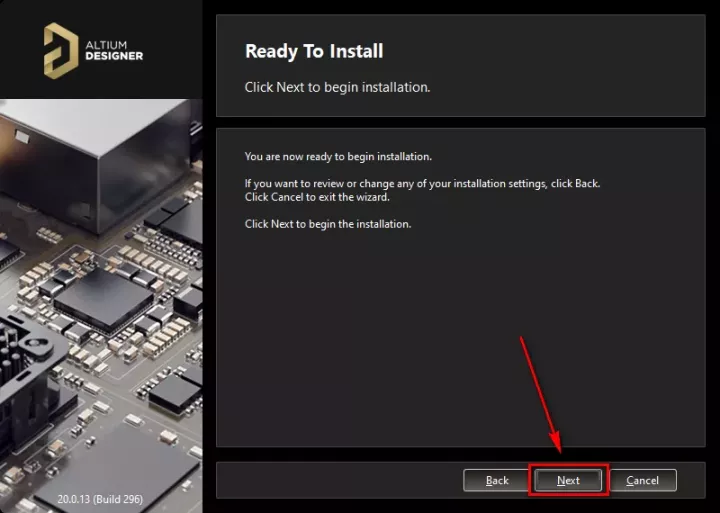 ALTIUM
DESIGNER
Ready To Install
Click Next to begin installation.
You are now ready to begin installation.
If you want to review or change any of your installation settings, click Back.
Click Cancel to exit the wizard.
Click Next to begin the installation.
20.0.13 (Build 296)
Back Next Cancel